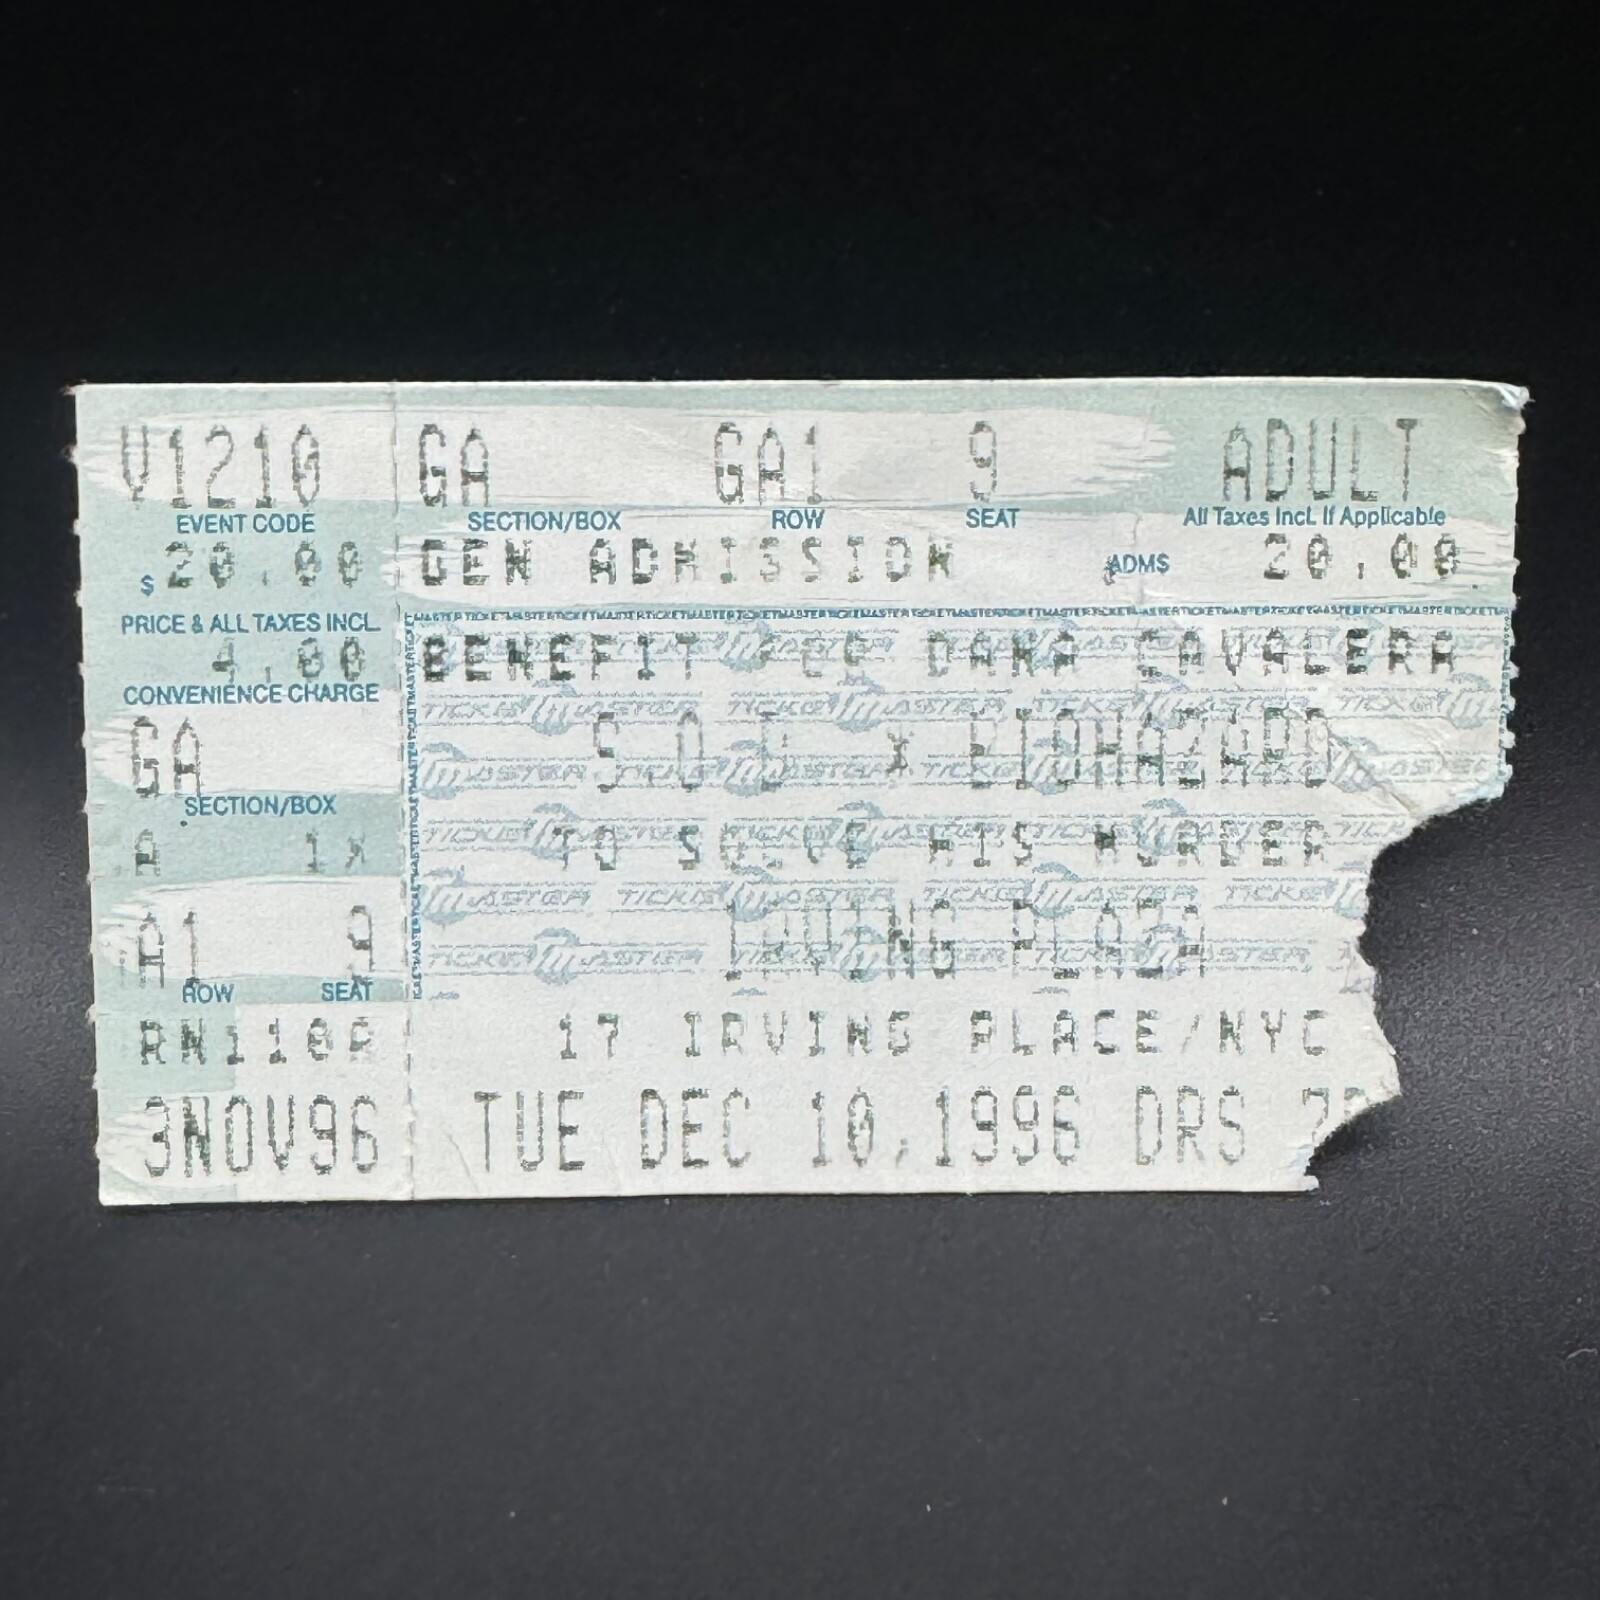 V1210 GA GA1 9 ADULT
EVENT CODE SECTION/BOX ROW SEAT All Taxes Incl. If Applicable
$ 20.00 GEN ADMISSION ADMS 20.00
PRICE & ALL TAXES INCL.
4.00 BENEFIT DANA CAVALERA
CONVENIENCE CHARGE
GA S.O.D * BIOHAZARD
SECTION/BOX
A 1X TO SOLVE HIS MURDER
A1 9 IRVING PLAZA
ROW SEAT
17 IRVING PLACE/NYC
3NOV96 TUE DEC 10,1996 DRS